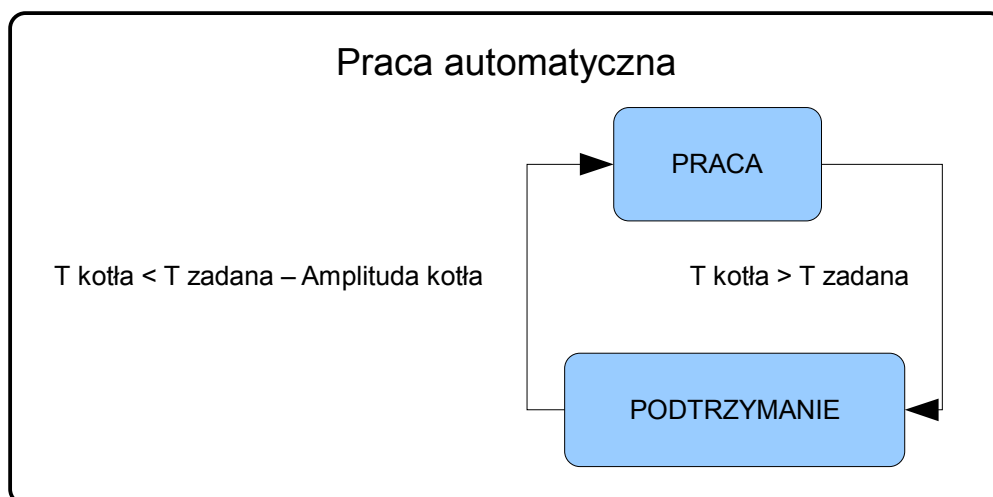 Praca automatyczna
PRACA
T kotła < T zadana – Amplituda kotła
T kotła > T zadana
PODTRZYMANIE